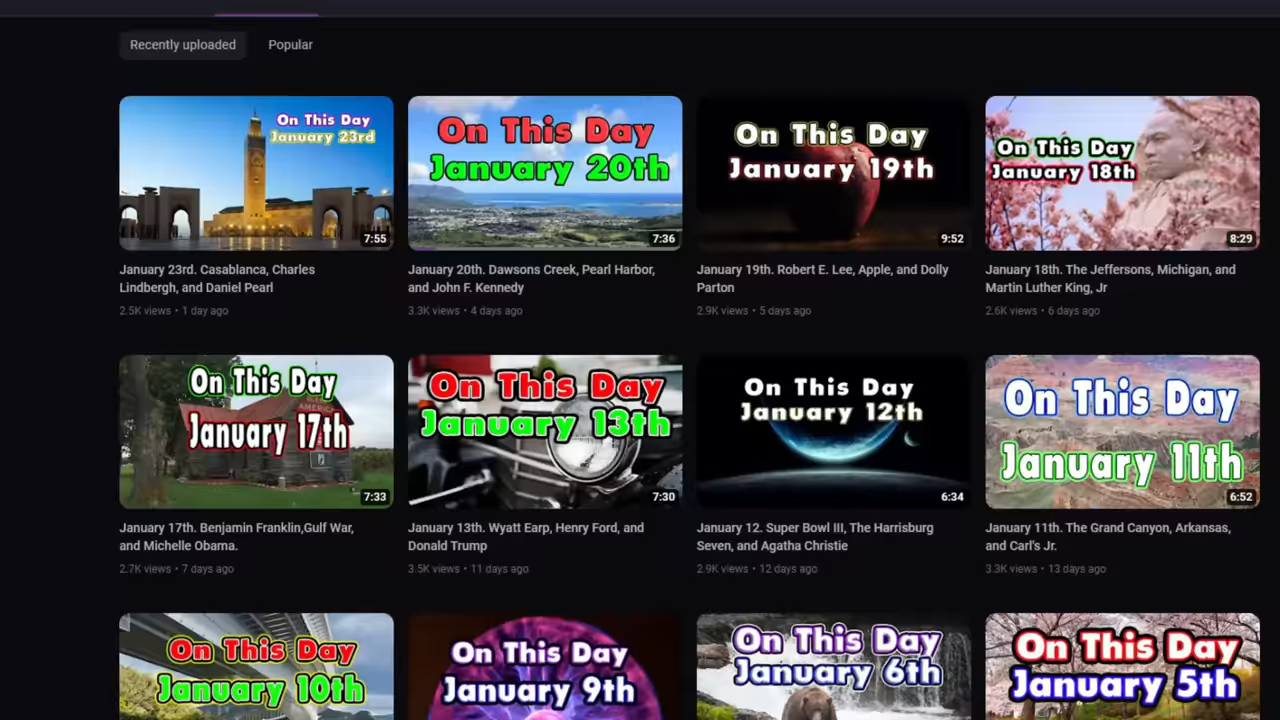 Recently uploaded
Popular
On This Day
January 23rd
7:55
On This Day
January 20th
7:36
On This Day
January 19th
9:52
On This Day
January 18th
8:29
January 23rd. Casablanca, Charles
Lindbergh, and Daniel Pearl
2.5K views • 1 day ago
January 20th. Dawsons Creek, Pearl Harbor,
and John F. Kennedy
3.3K views • 4 days ago
January 19th. Robert E. Lee, Apple, and Dolly
Parton
2.9K views • 5 days ago
January 18th. The Jeffersons, Michigan, and
Martin Luther King, Jr
2.6K views • 6 days ago
On This Day
January 17th
7:33
On This Day
January 13th
7:30
On This Day
January 12th
6:34
On This Day
January 11th
6:52
January 17th. Benjamin Franklin,Gulf War,
and Michelle Obama.
2.7K views • 7 days ago
January 13th. Wyatt Earp, Henry Ford, and
Donald Trump
3.5K views • 11 days ago
January 12. Super Bowl III, The Harrisburg
Seven, and Agatha Christie
2.9K views • 12 days ago
January 11th. The Grand Canyon, Arkansas,
and Carl's Jr.
3.3K views • 13 days ago
On This Day
January 10th
On This Day
January 9th
On This Day
January 6th
On This Day
January 5th